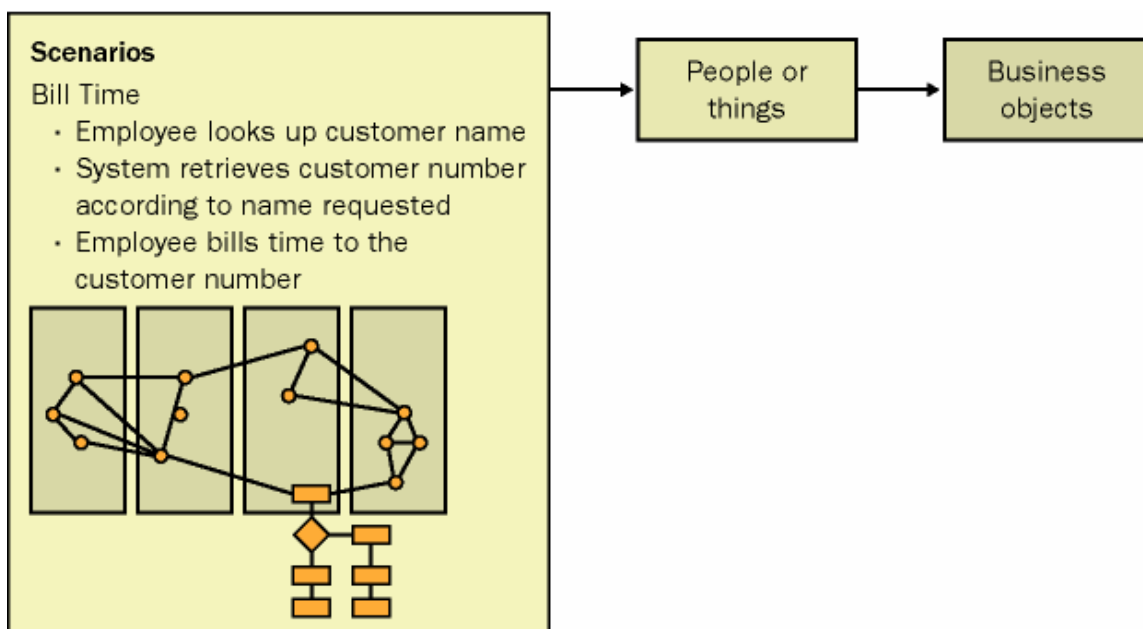 Scenarios
Bill Time
· Employee looks up customer name
· System retrieves customer number
according to name requested
· Employee bills time to the
customer number
People or
things
Business
objects